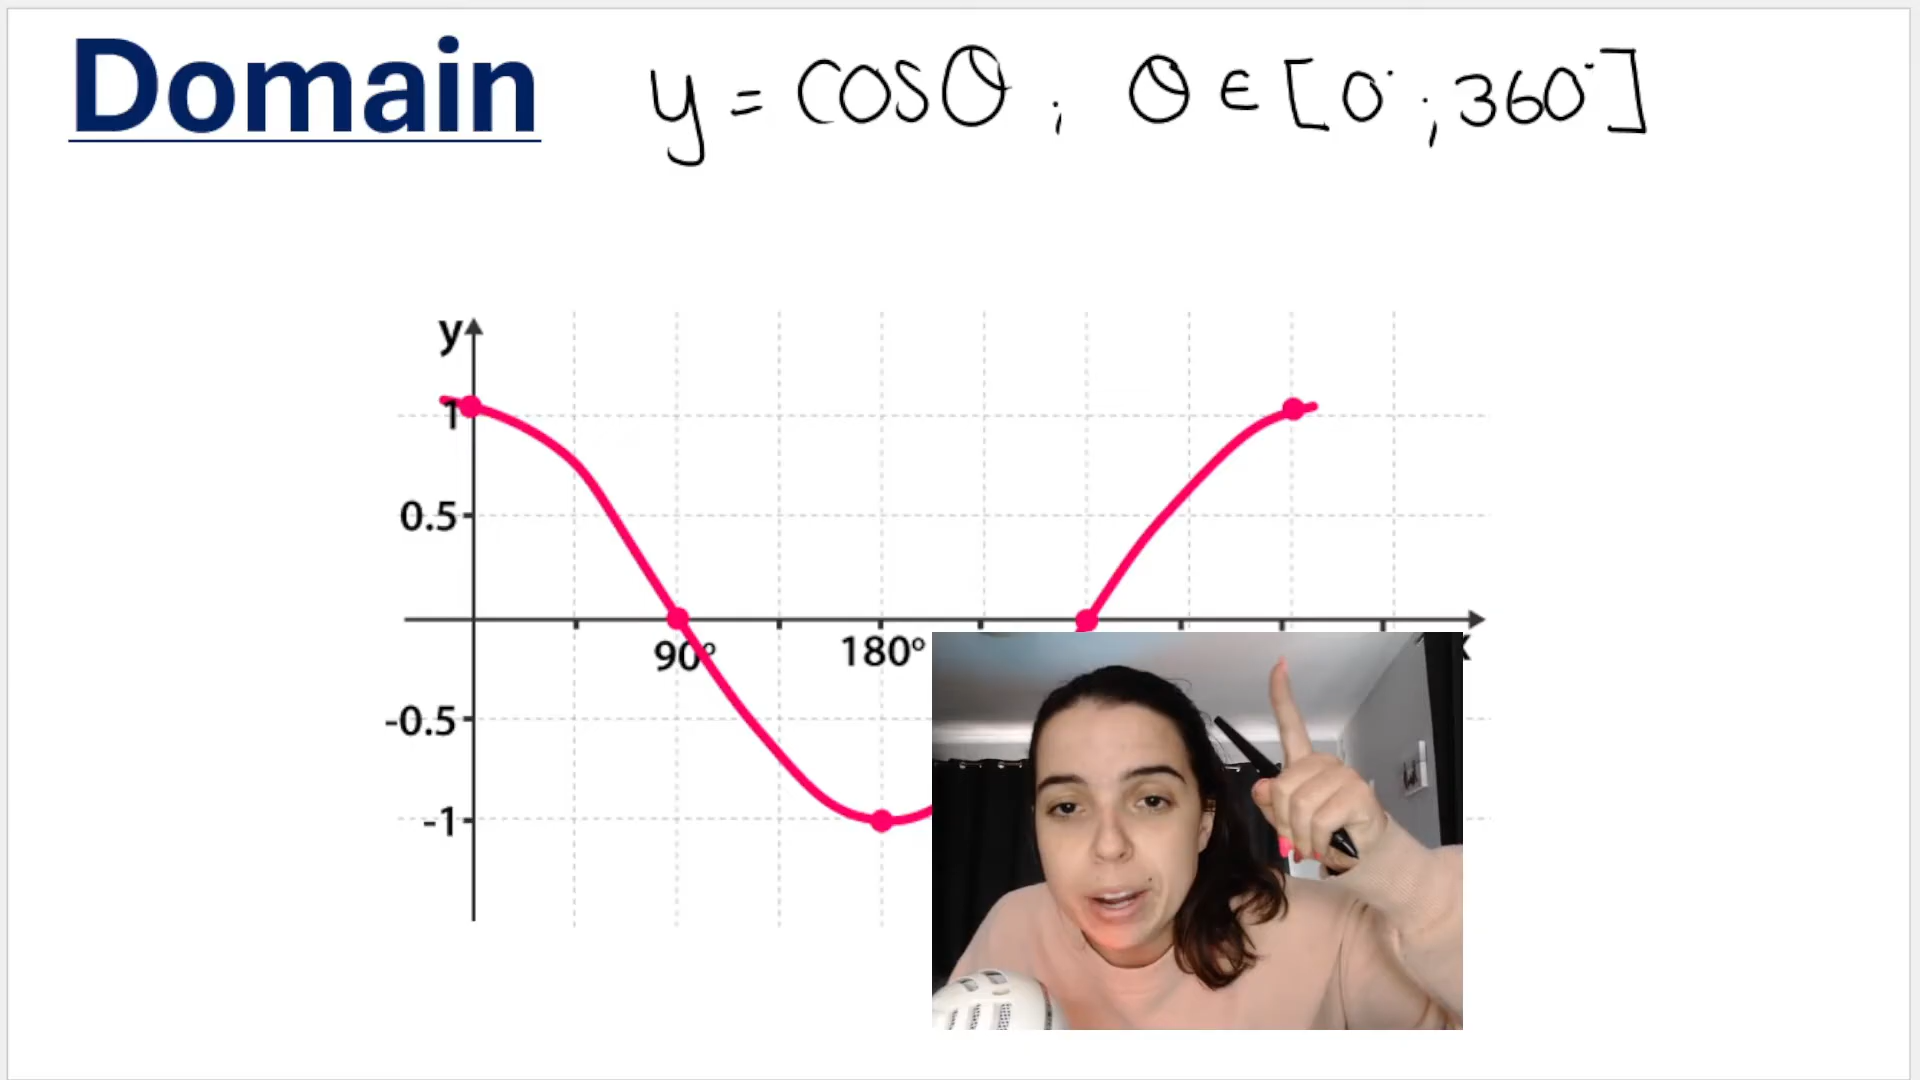 Domain y = cosθ ; θ ∈ [0° ; 360°]
y
1
0.5
90° 180°
-0.5
-1